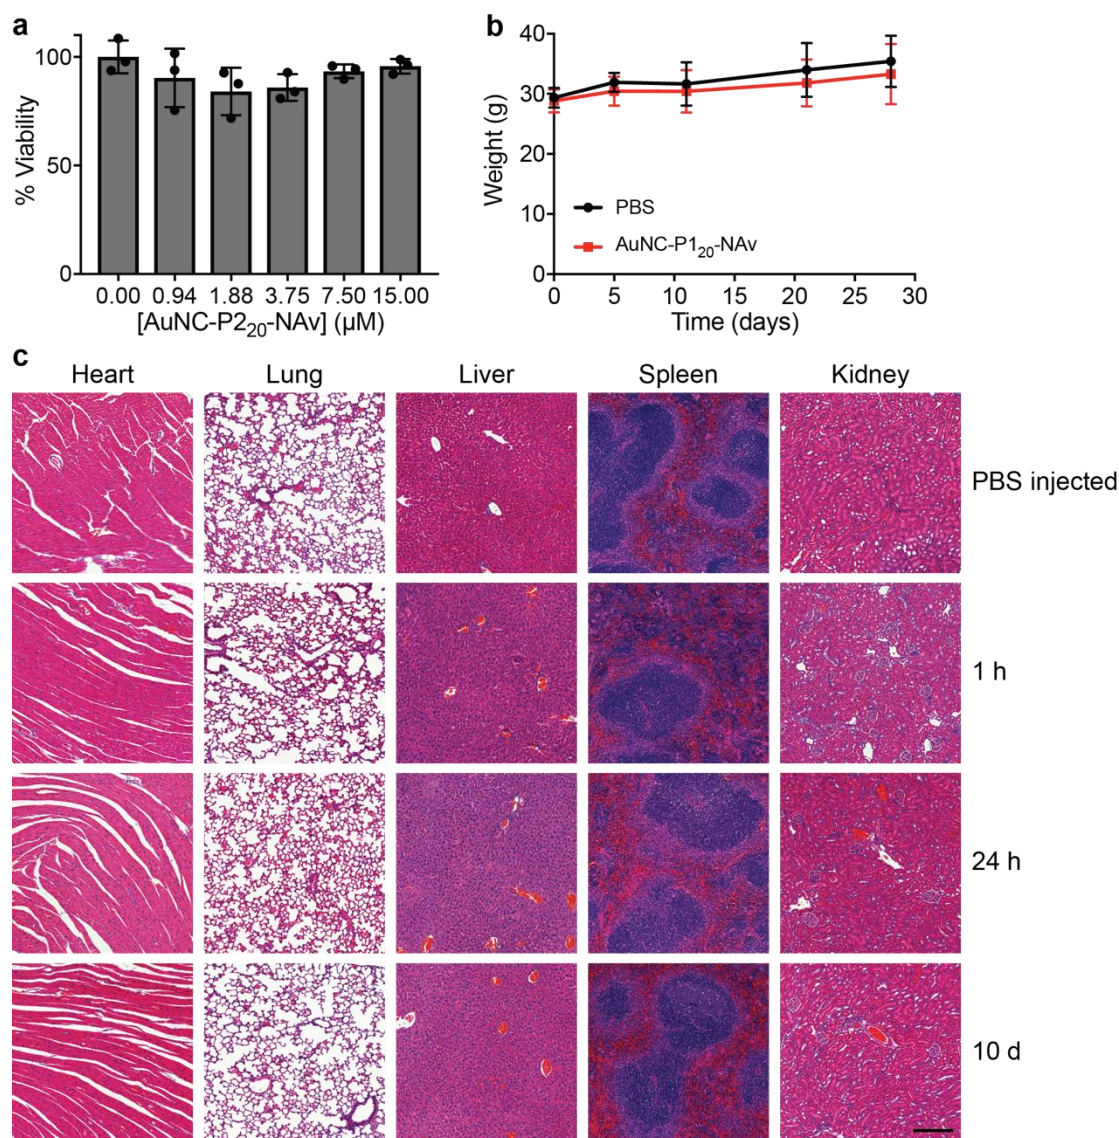 a
100
50
0
% Viability
0.00 0.94 1.88 3.75 7.50 15.00
[AuNC-P2₂₀-NAv] (µM)
b
40
30
20
10
0
Weight (g)
PBS
AuNC-P1₂₀-NAv
0 5 10 15 20 25 30
Time (days)
c
Heart Lung Liver Spleen Kidney
PBS injected
1 h
24 h
10 d